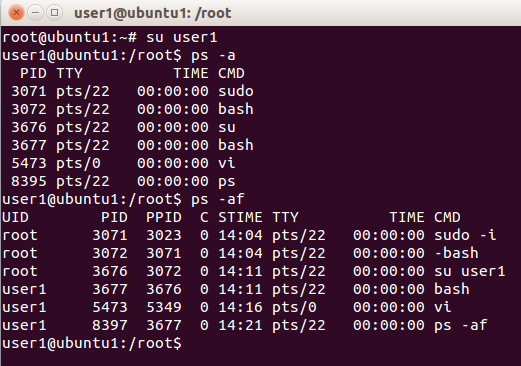 user1@ubuntu1: /root
root@ubuntu1:~# su user1
user1@ubuntu1:/root$ ps -a
  PID TTY          TIME CMD
 3071 pts/22   00:00:00 sudo
 3072 pts/22   00:00:00 bash
 3676 pts/22   00:00:00 su
 3677 pts/22   00:00:00 bash
 5473 pts/0    00:00:00 vi
 8395 pts/22   00:00:00 ps
user1@ubuntu1:/root$ ps -af
UID        PID  PPID  C STIME TTY          TIME CMD
root      3071  3023  0 14:04 pts/22   00:00:00 sudo -i
root      3072  3071  0 14:04 pts/22   00:00:00 -bash
root      3676  3072  0 14:11 pts/22   00:00:00 su user1
user1     3677  3676  0 14:11 pts/22   00:00:00 bash
user1     5473  5349  0 14:16 pts/0    00:00:00 vi
user1     8397  3677  0 14:21 pts/22   00:00:00 ps -af
user1@ubuntu1:/root$